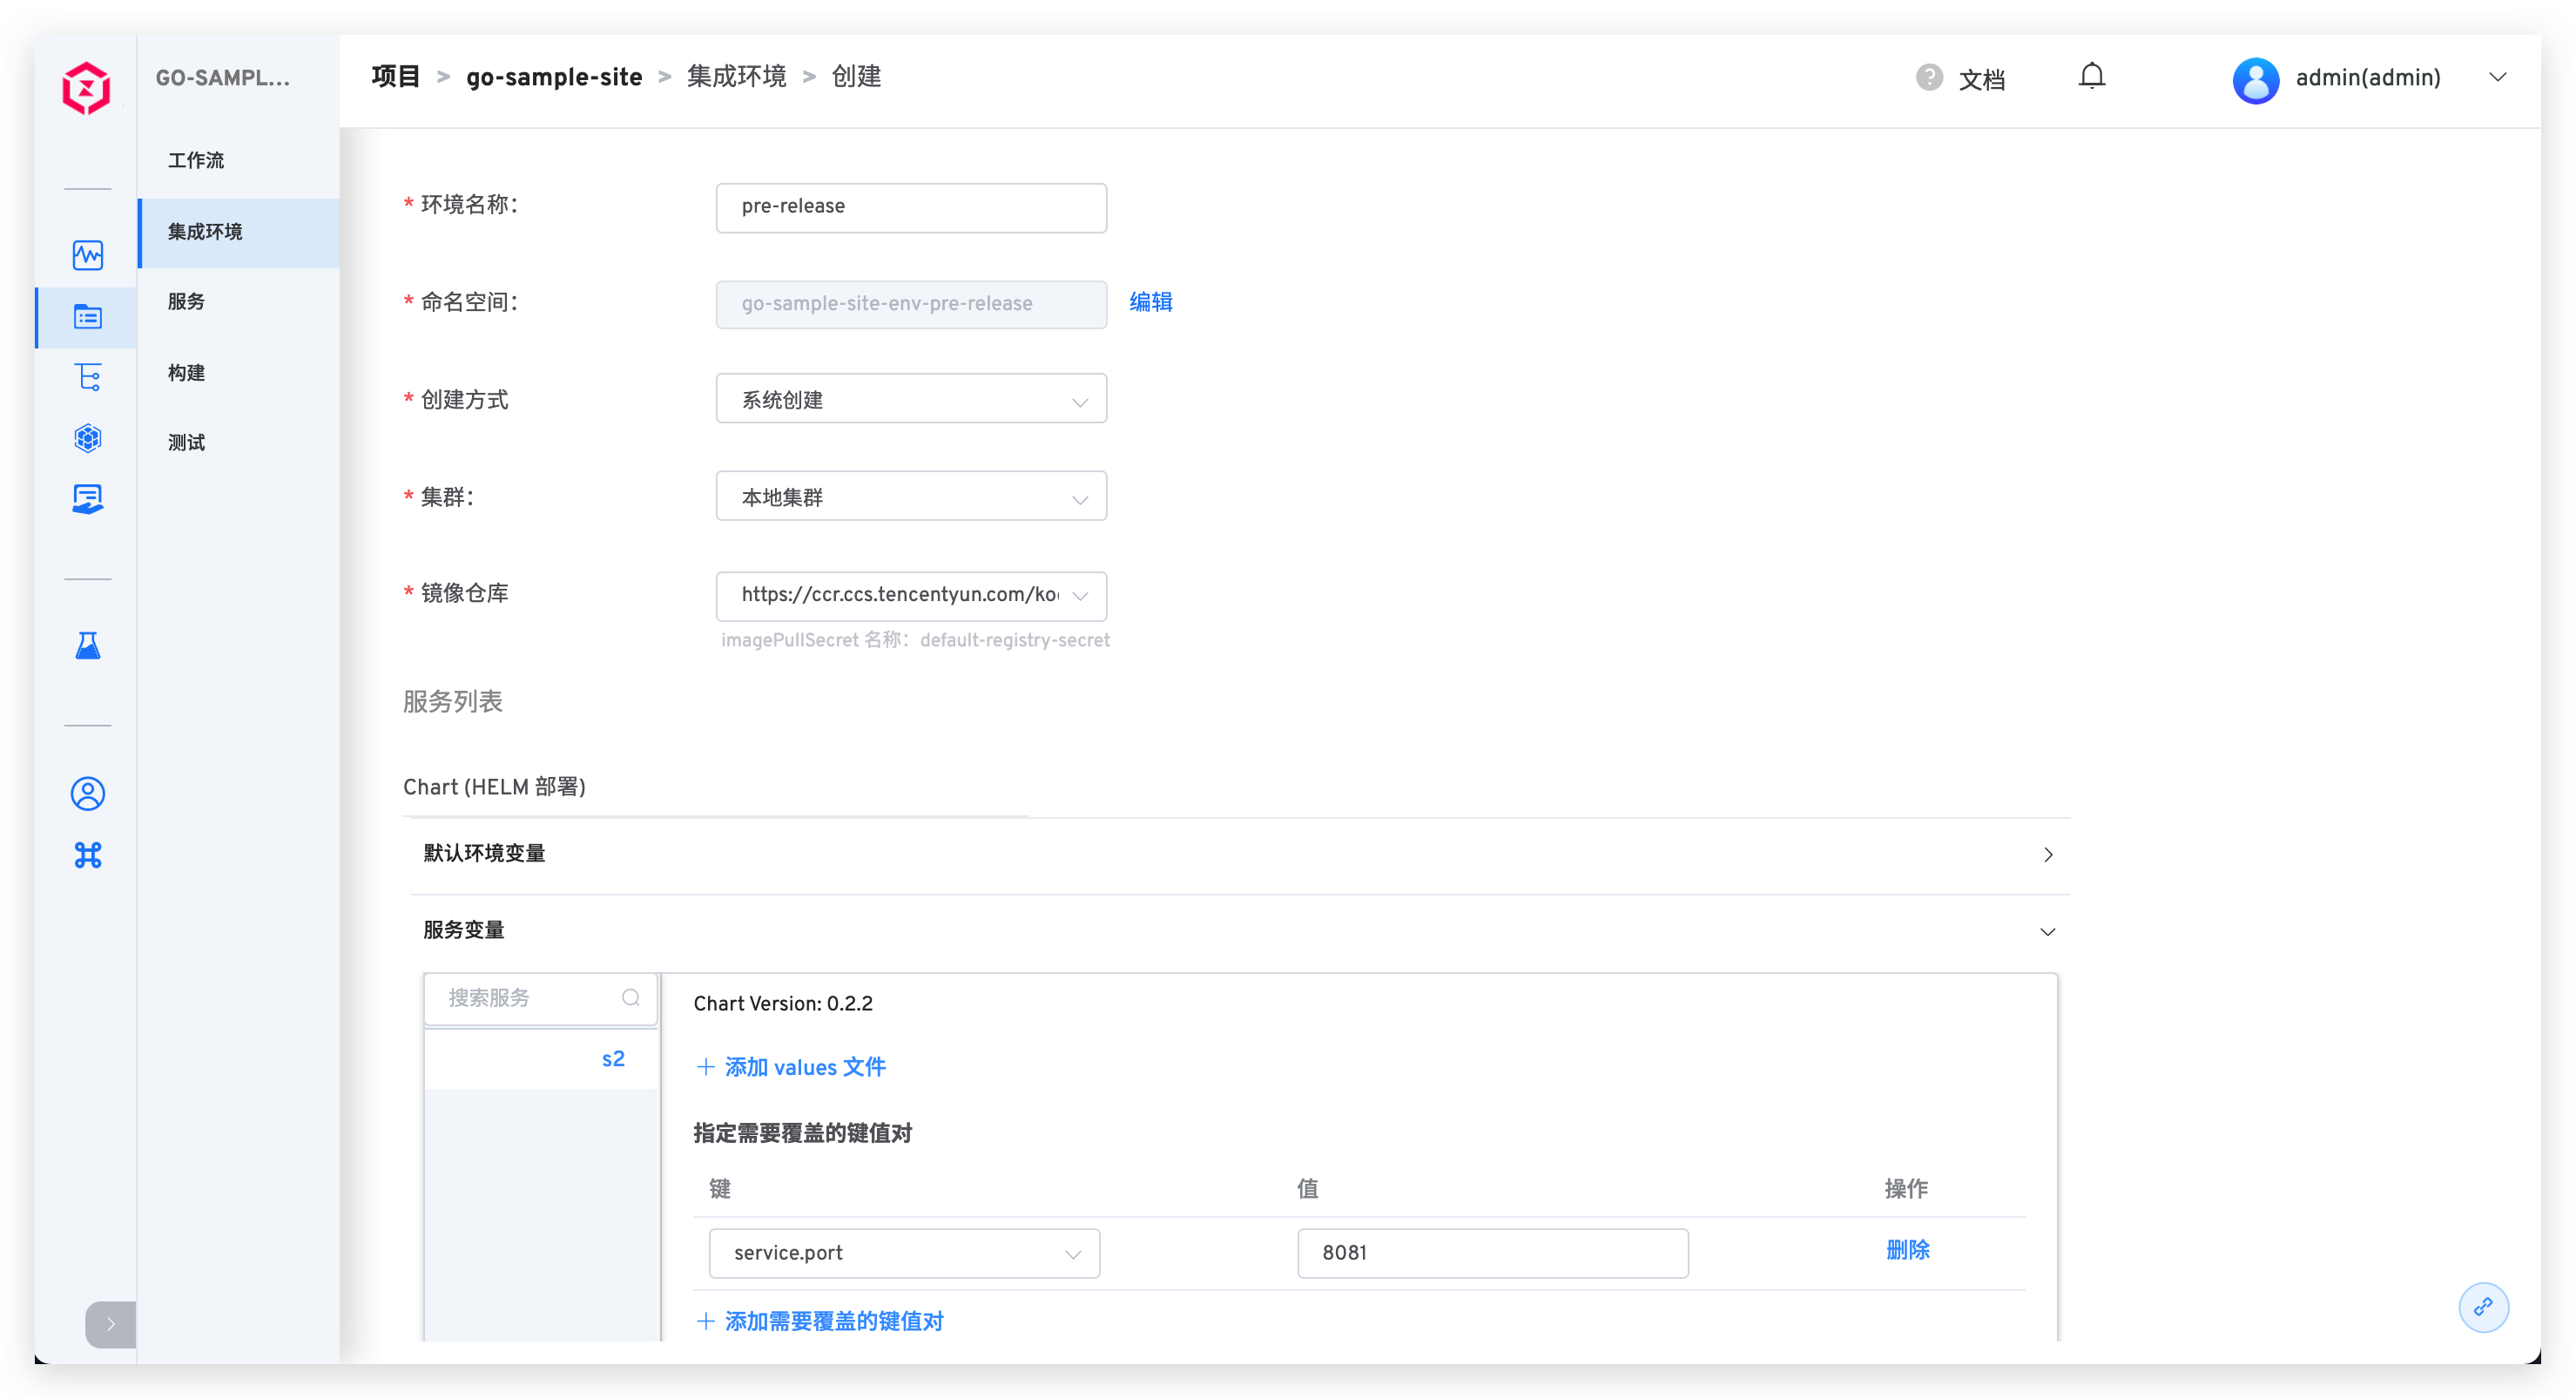 GO-SAMPL...
项目 > go-sample-site > 集成环境 > 创建
? 文档
admin(admin)
工作流
集成环境
服务
构建
测试
* 环境名称：
pre-release
* 命名空间：
go-sample-site-env-pre-release
编辑
* 创建方式
系统创建
* 集群：
本地集群
* 镜像仓库
https://ccr.ccs.tencentyun.com/ko
imagePullSecret 名称：default-registry-secret
服务列表
Chart (HELM 部署)
默认环境变量
服务变量
搜索服务
s2
Chart Version: 0.2.2
+ 添加 values 文件
指定需要覆盖的键值对
键 值 操作
service.port 8081 删除
+ 添加需要覆盖的键值对